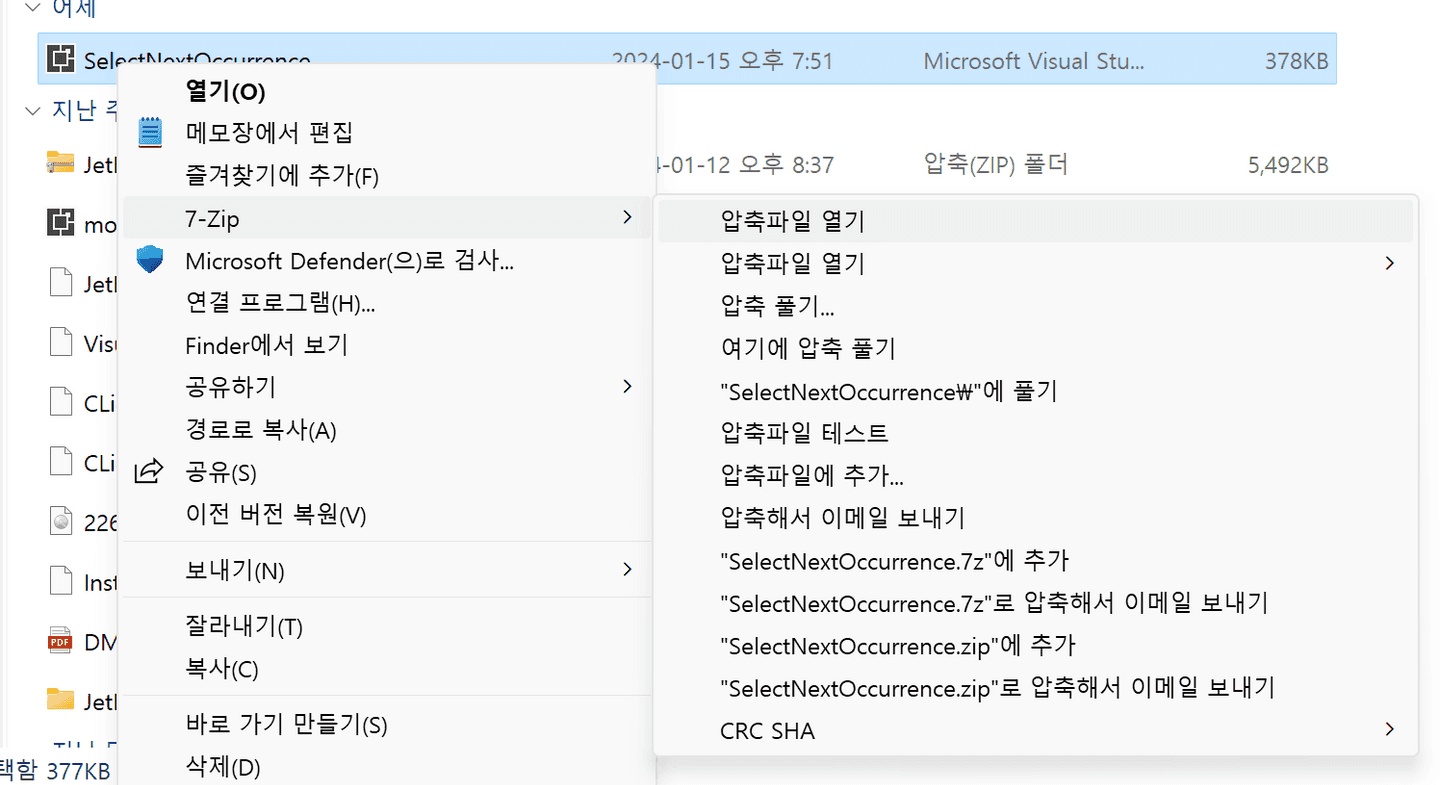 어제
SelectNextOccurrence 2024-01-15 오후 7:51 Microsoft Visual Stu... 378KB
지난 주
열기(O)
메모장에서 편집
Jetl -01-12 오후 8:37 압축(ZIP) 폴더 5,492KB
즐겨찾기에 추가(F)
7-Zip
mo
Microsoft Defender(으)로 검사...
Jetl
연결 프로그램(H)...
Visu
Finder에서 보기
공유하기
CLi
경로로 복사(A)
CLi
공유(S)
226
이전 버전 복원(V)
보내기(N)
Inst
잘라내기(T)
PDF DM
복사(C)
Jetl
바로 가기 만들기(S)
삭제(D)
택함 377KB
압축파일 열기
압축파일 열기
압축 풀기...
여기에 압축 풀기
"SelectNextOccurrence₩"에 풀기
압축파일 테스트
압축파일에 추가...
압축해서 이메일 보내기
"SelectNextOccurrence.7z"에 추가
"SelectNextOccurrence.7z"로 압축해서 이메일 보내기
"SelectNextOccurrence.zip"에 추가
"SelectNextOccurrence.zip"로 압축해서 이메일 보내기
CRC SHA